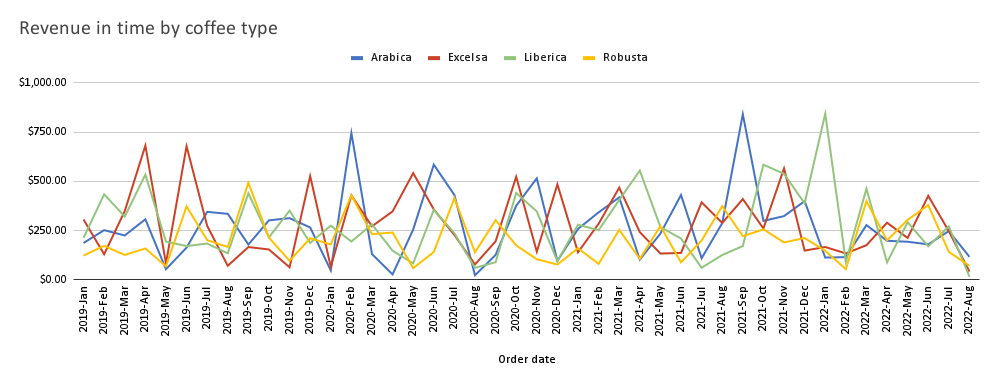 Revenue in time by coffee type
Arabica Excelsa Liberica Robusta
$1,000.00
$750.00
$500.00
$250.00
$0.00
2019-Jan
2019-Feb
2019-Mar
2019-Apr
2019-May
2019-Jun
2019-Jul
2019-Aug
2019-Sep
2019-Oct
2019-Nov
2019-Dec
2020-Jan
2020-Feb
2020-Mar
2020-Apr
2020-May
2020-Jun
2020-Jul
2020-Aug
2020-Sep
2020-Oct
2020-Nov
2020-Dec
2021-Jan
2021-Feb
2021-Mar
2021-Apr
2021-May
2021-Jun
2021-Jul
2021-Aug
2021-Sep
2021-Oct
2021-Nov
2021-Dec
2022-Jan
2022-Feb
2022-Mar
2022-Apr
2022-May
2022-Jun
2022-Jul
2022-Aug
Order date